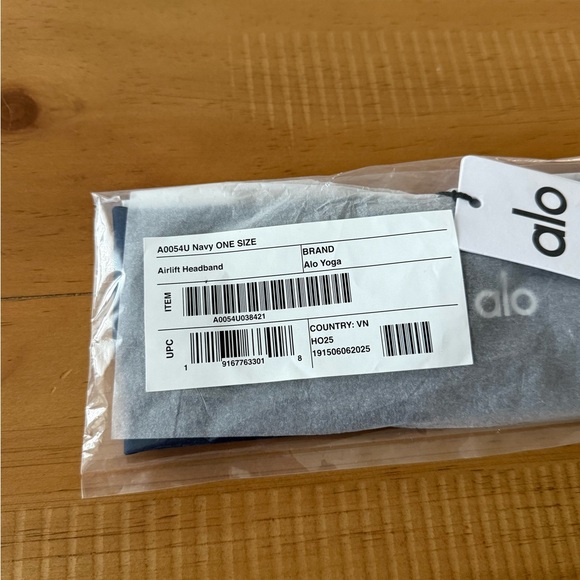 A0054U Navy ONE SIZE
Airlift Headband
BRAND
Alo Yoga
ITEM
A0054U038421
UPC
1 9167763301 8
COUNTRY: VN
HO25
191506062025
alo
alo